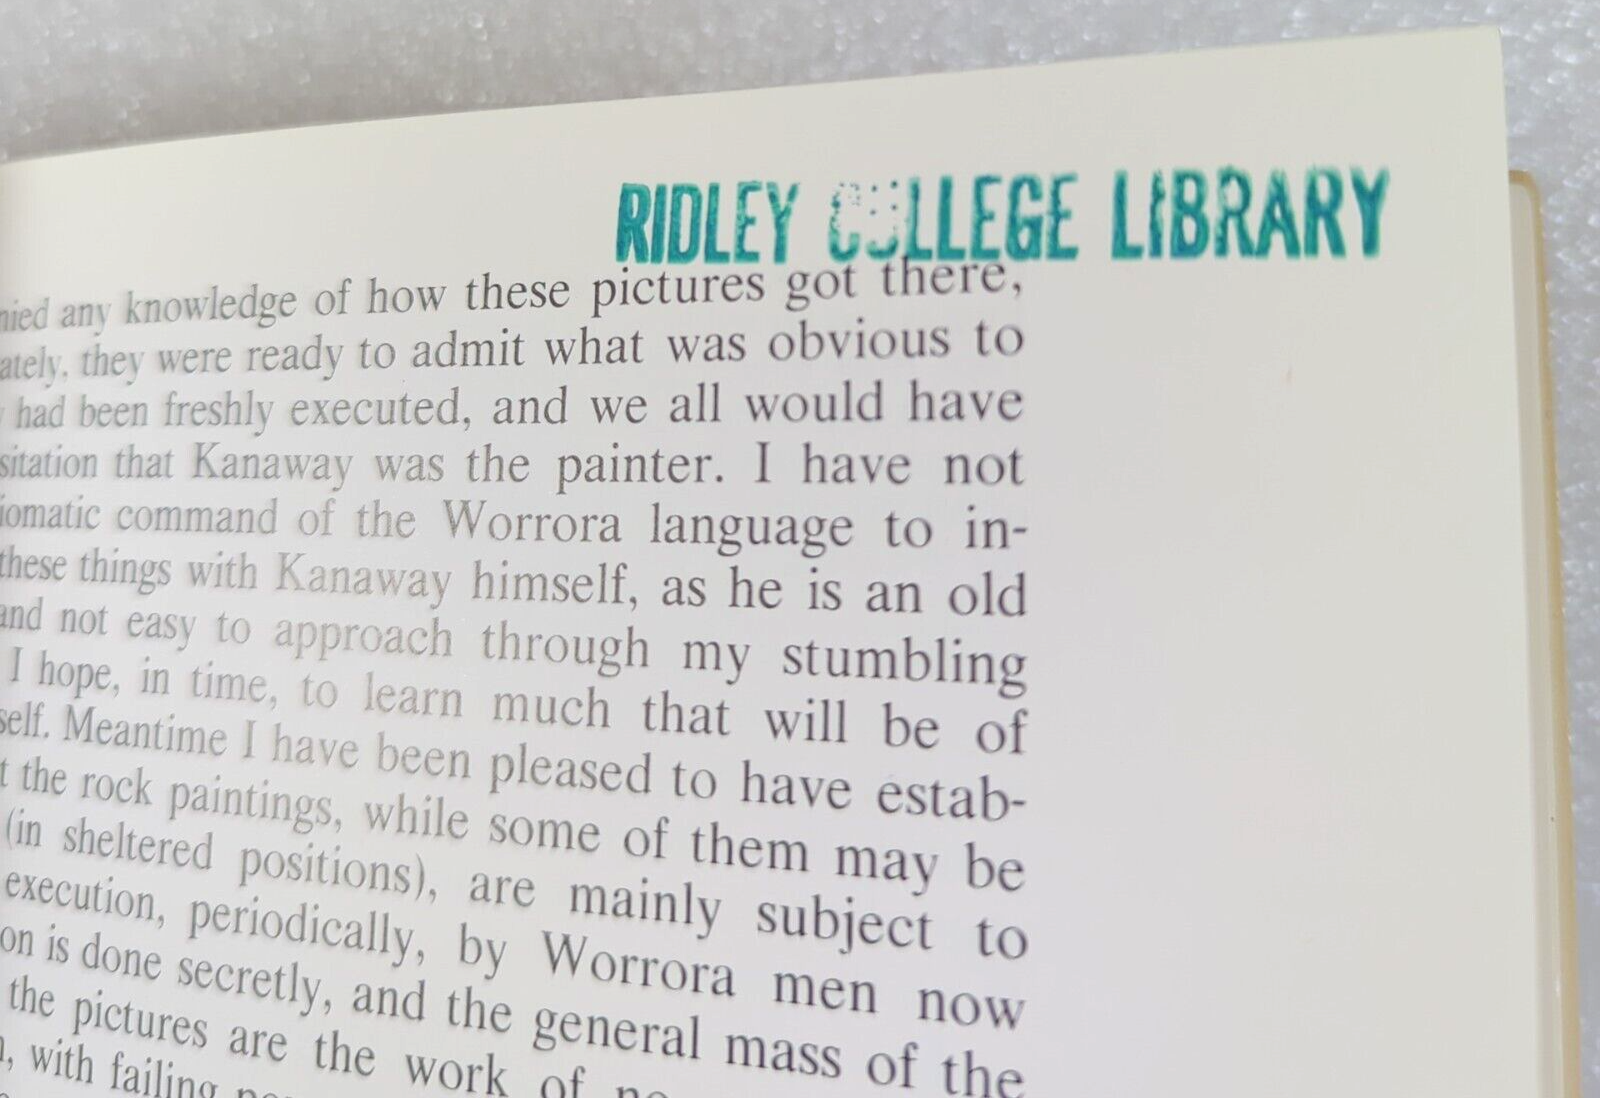 RIDLEY COLLEGE LIBRARY
any knowledge of how these pictures got there,
they were ready to admit what was obvious to
had been freshly executed, and we all would have
that Kanaway was the painter. I have not
command of the Worrora language to in-
these things with Kanaway himself, as he is an old
and not easy to approach through my stumbling
I hope, in time, to learn much that will be of
self. Meantime I have been pleased to have estab-
the rock paintings, while some of them may be
(in sheltered positions), are mainly subject to
execution, periodically, by Worrora men now
on is done secretly, and the general mass of the
the pictures are the work of
with failing